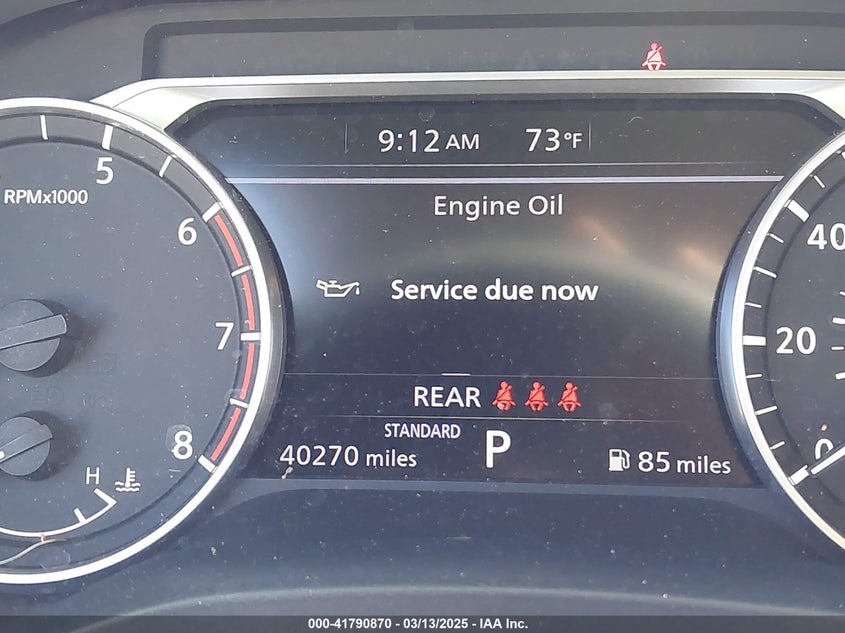 9:12 AM 73°F
5
RPMx1000
Engine Oil
6
40
Service due now
7
20
REAR
STANDARD
8
P
0
40270 miles
85 miles
H
000-41790870 - 03/13/2025 - IAA Inc.